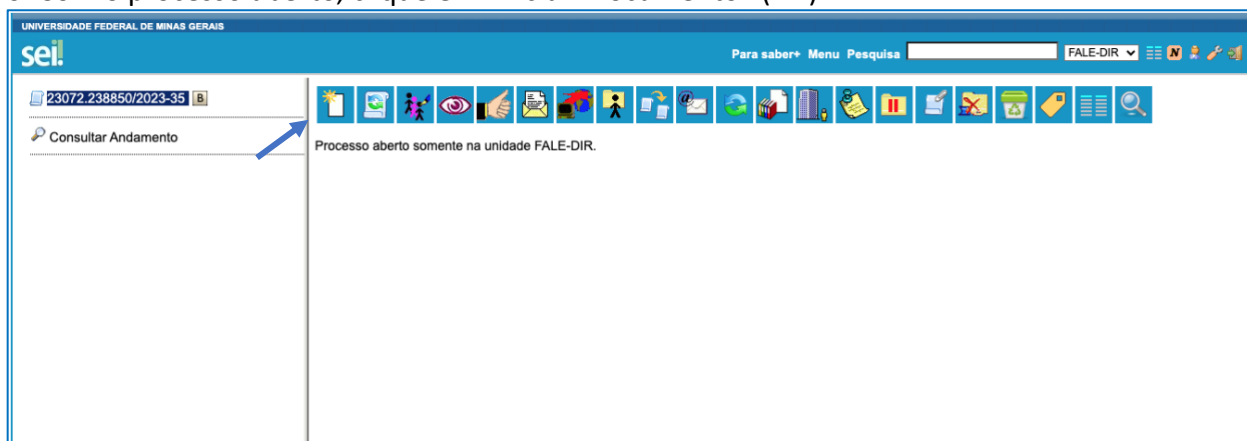 UNIVERSIDADE FEDERAL DE MINAS GERAIS
sei!
Para saber+ Menu Pesquisa FALE-DIR N
23072.238850/2023-35 B
Consultar Andamento
Processo aberto somente na unidade FALE-DIR.